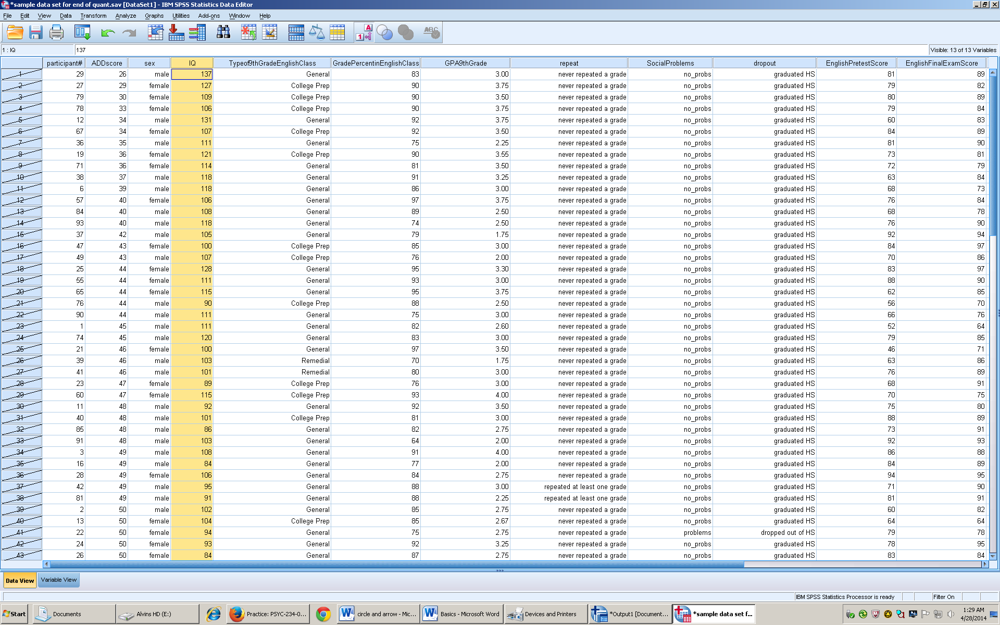 *sample data set for end of quant.sav [DataSet1] - IBM SPSS Statistics Data Editor
File Edit View Data Transform Analyze Graphs Utilities Add-ons Window Help
1 : IQ 137 Visible: 13 of 13 Variables
participant# ADDscore sex IQ Typeof9thGradeEnglishClass GradePercentinEnglishClass GPA9thGrade repeat SocialProblems dropout EnglishPretestScore EnglishFinalExamScore
1 29 26 male 137 General 83 3.00 never repeated a grade no_probs graduated HS 81 89
2 27 29 female 127 College Prep 90 3.75 never repeated a grade no_probs graduated HS 79 82
3 79 30 female 109 College Prep 90 3.50 never repeated a grade no_probs graduated HS 80 89
4 78 33 female 106 College Prep 90 3.75 never repeated a grade no_probs graduated HS 79 84
5 12 34 male 131 General 92 3.75 never repeated a grade no_probs graduated HS 60 83
6 67 34 female 107 College Prep 92 3.50 never repeated a grade no_probs graduated HS 84 89
7 36 35 male 111 General 75 2.25 never repeated a grade no_probs graduated HS 81 90
8 19 36 female 121 College Prep 90 3.55 never repeated a grade no_probs graduated HS 73 81
9 71 36 female 114 General 81 3.50 never repeated a grade no_probs graduated HS 72 79
10 38 37 male 118 General 91 3.25 never repeated a grade no_probs graduated HS 63 84
11 6 39 male 118 General 86 3.00 never repeated a grade no_probs graduated HS 68 73
12 57 40 female 106 General 97 3.75 never repeated a grade no_probs graduated HS 76 84
13 84 40 male 108 General 89 2.50 never repeated a grade no_probs graduated HS 68 78
14 93 40 male 118 General 74 2.50 never repeated a grade no_probs graduated HS 76 90
15 37 42 male 105 General 79 1.75 never repeated a grade no_probs graduated HS 92 94
16 47 43 female 100 College Prep 85 3.00 never repeated a grade no_probs graduated HS 84 97
17 49 43 male 107 College Prep 76 2.00 never repeated a grade no_probs graduated HS 70 86
18 25 44 female 128 General 95 3.30 never repeated a grade no_probs graduated HS 83 97
19 55 44 female 111 General 93 3.00 never repeated a grade no_probs graduated HS 88 90
20 65 44 female 115 General 95 3.75 never repeated a grade no_probs graduated HS 62 85
21 76 44 male 90 College Prep 88 2.50 never repeated a grade no_probs graduated HS 56 70
22 90 44 male 111 General 75 3.00 never repeated a grade no_probs graduated HS 66 76
23 1 45 male 111 General 82 2.60 never repeated a grade no_probs graduated HS 52 64
24 74 45 male 120 General 83 3.00 never repeated a grade no_probs graduated HS 79 85
25 21 46 female 100 General 97 3.50 never repeated a grade no_probs graduated HS 46 71
26 39 46 male 103 Remedial 70 1.75 never repeated a grade no_probs graduated HS 63 86
27 41 46 male 101 Remedial 80 3.00 never repeated a grade no_probs graduated HS 76 89
28 23 47 female 89 College Prep 76 3.00 never repeated a grade no_probs graduated HS 68 91
29 60 47 female 115 College Prep 93 4.00 never repeated a grade no_probs graduated HS 70 75
30 11 48 male 92 General 92 3.50 never repeated a grade no_probs graduated HS 75 80
31 40 48 male 101 College Prep 81 3.00 never repeated a grade no_probs graduated HS 88 89
32 85 48 male 86 General 82 2.75 never repeated a grade no_probs graduated HS 73 91
33 91 48 male 103 General 64 2.00 never repeated a grade no_probs graduated HS 92 93
34 3 49 male 108 General 91 4.00 never repeated a grade no_probs graduated HS 86 88
35 16 49 male 84 General 77 2.00 never repeated a grade no_probs graduated HS 84 89
36 28 49 female 106 General 84 2.75 never repeated a grade no_probs graduated HS 94 95
37 42 49 male 95 General 88 3.00 repeated at least one grade no_probs graduated HS 71 90
38 81 49 male 91 General 88 2.25 repeated at least one grade no_probs graduated HS 81 91
39 2 50 male 102 General 85 2.75 never repeated a grade no_probs graduated HS 60 82
40 13 50 female 104 College Prep 85 2.67 never repeated a grade no_probs graduated HS 64 64
41 22 50 female 94 General 75 2.75 never repeated a grade problems dropped out of HS 79 78
42 24 50 female 93 General 92 3.25 never repeated a grade no_probs graduated HS 78 95
43 26 50 female 84 General 87 2.75 never repeated a grade no_probs graduated HS 83 84
Data View Variable View
IBM SPSS Statistics Processor is ready Filter On
Start Documents Alvins HD (E:) Practice: PSYC-234-0... circle and arrow - Mic... Basics - Microsoft Word Devices and Printers *Output1 [Document... *sample data set f... 1:29 AM
4/28/2014